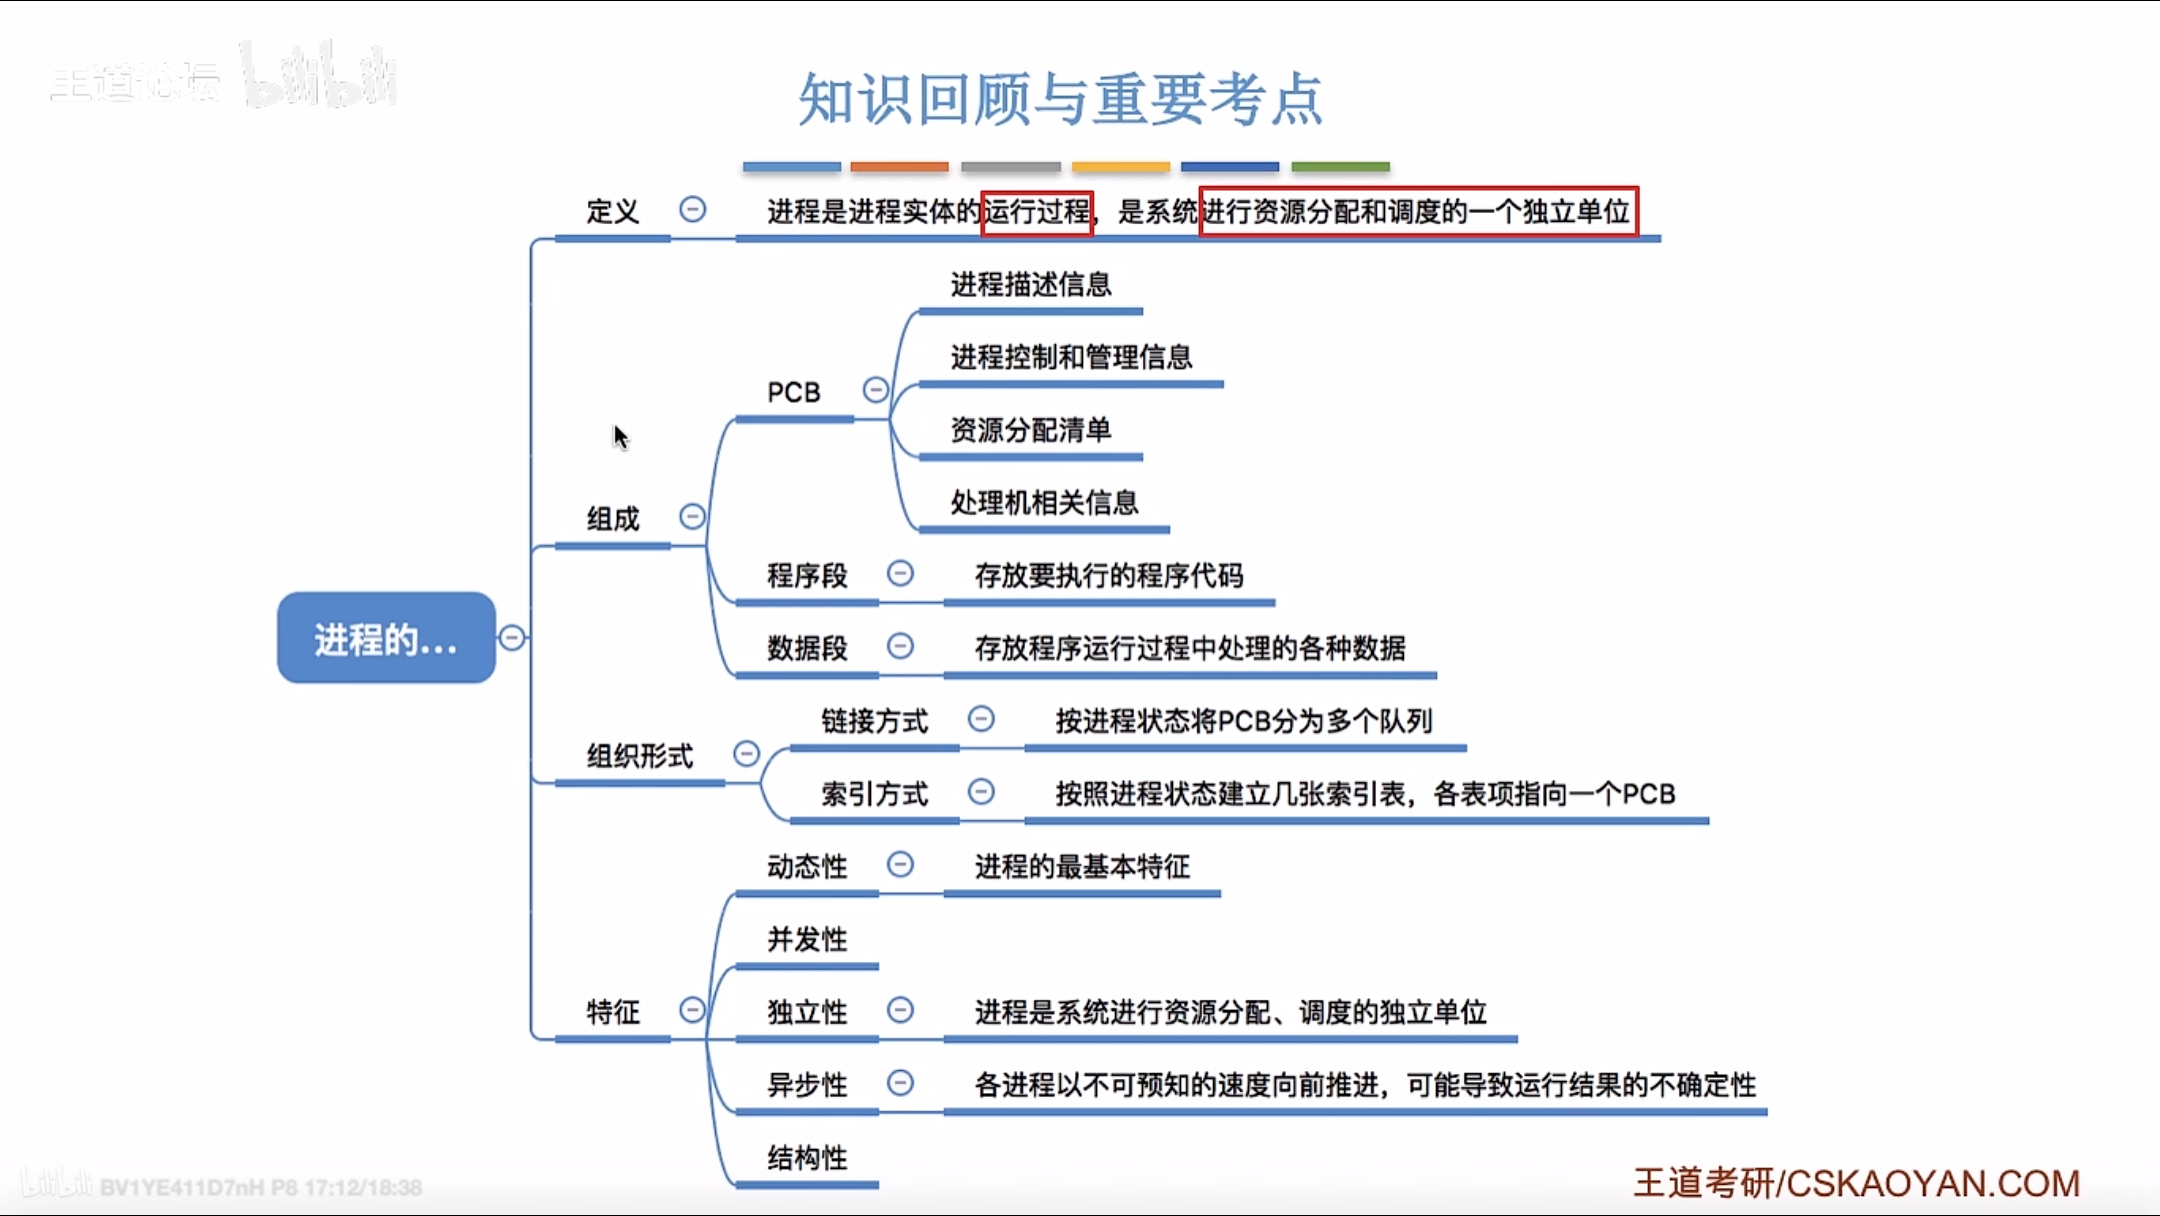 王道论坛 bilibili
知识回顾与重要考点
定义
进程是进程实体的运行过程，是系统进行资源分配和调度的一个独立单位
进程描述信息
进程控制和管理信息
PCB
资源分配清单
处理机相关信息
组成
程序段
存放要执行的程序代码
进程的...
数据段
存放程序运行过程中处理的各种数据
链接方式
按进程状态将PCB分为多个队列
组织形式
索引方式
按照进程状态建立几张索引表，各表项指向一个PCB
动态性
进程的最基本特征
并发性
特征
独立性
进程是系统进行资源分配、调度的独立单位
异步性
各进程以不可预知的速度向前推进，可能导致运行结果的不确定性
结构性
bilibili BV1YE411D7nH P8 17:12/18:38
王道考研/CSKAOYAN.COM